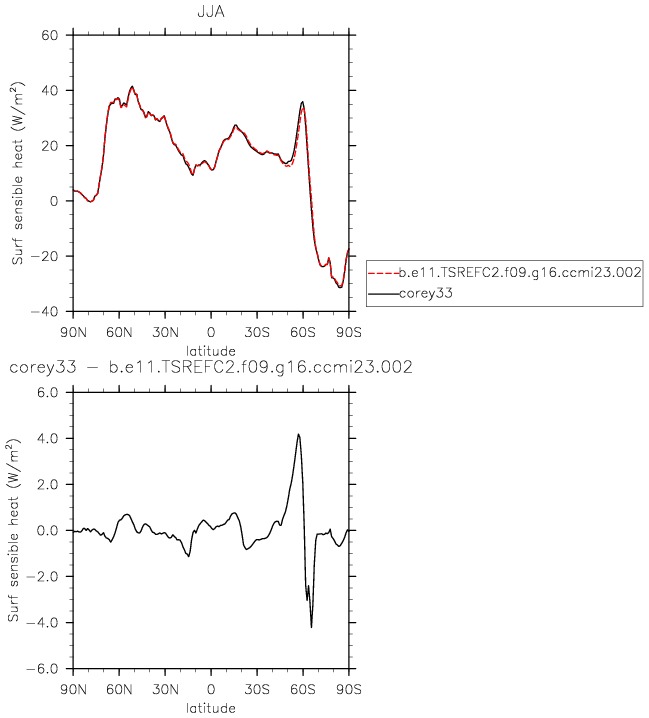 JJA
60
40
20
0
−20
−40
Surf sensible heat (W/m²)
90N 60N 30N 0 30S 60S 90S
latitude
b.e11.TSREFC2.f09.g16.ccmi23.002
corey33
corey33 − b.e11.TSREFC2.f09.g16.ccmi23.002
6.0
4.0
2.0
0.0
−2.0
−4.0
−6.0
Surf sensible heat (W/m²)
90N 60N 30N 0 30S 60S 90S
latitude